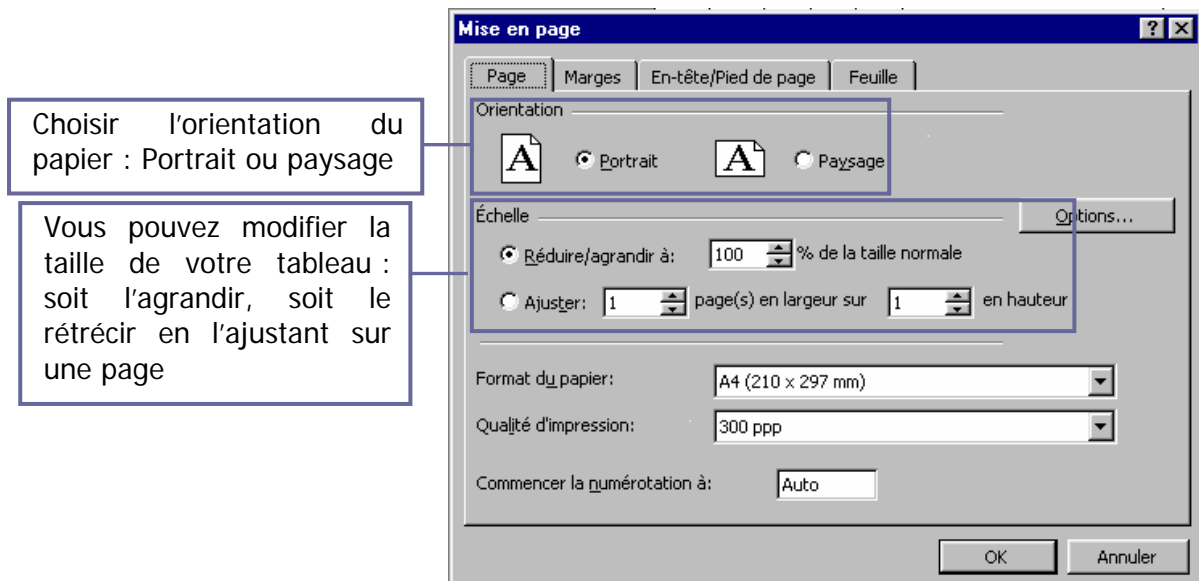 Mise en page
Page Marges En-tête/Pied de page Feuille
Choisir l'orientation du
papier : Portrait ou paysage
Orientation
A Portrait A Paysage
Vous pouvez modifier la
taille de votre tableau :
soit l'agrandir, soit le
rétrécir en l'ajustant sur
une page
Échelle Options...
Réduire/agrandir à: 100 % de la taille normale
Ajuster: 1 page(s) en largeur sur 1 en hauteur
Format du papier: A4 (210 x 297 mm)
Qualité d'impression: 300 ppp
Commencer la numérotation à: Auto
OK Annuler